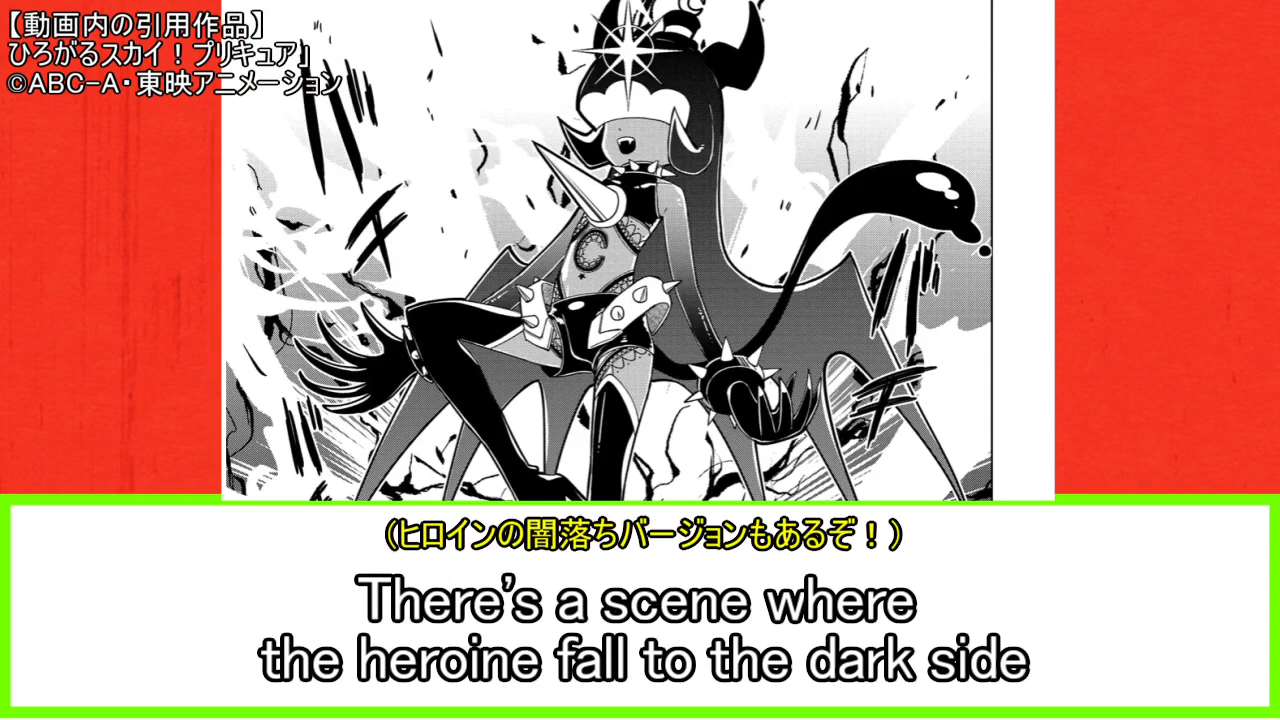 【動画内の引用作品】
ひろがるスカイ！プリキュア」
©ABC-A・東映アニメーション
（ヒロインの闇落ちバージョンもあるぞ！）
There's a scene where
the heroine fall to the dark side